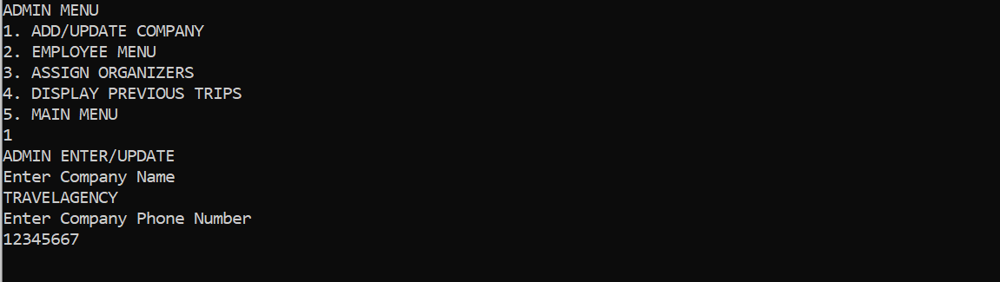 ADMIN MENU
1. ADD/UPDATE COMPANY
2. EMPLOYEE MENU
3. ASSIGN ORGANIZERS
4. DISPLAY PREVIOUS TRIPS
5. MAIN MENU
1
ADMIN ENTER/UPDATE
Enter Company Name
TRAVELAGENCY
Enter Company Phone Number
12345667